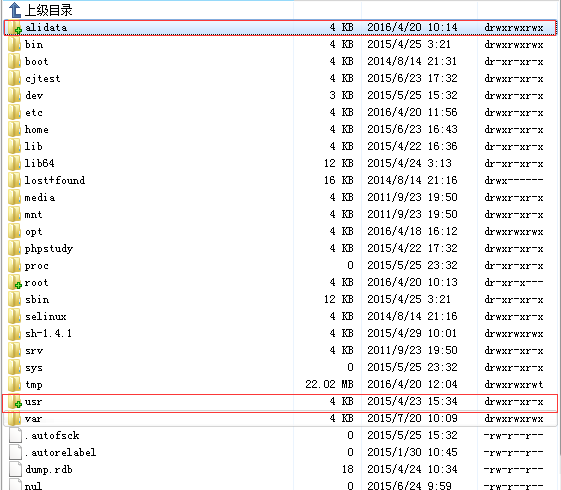 上级目录
alidata 4 KB 2016/4/20 10:14 drwxrwxrwx
bin 4 KB 2015/4/25 3:21 drwxr-xr-x
boot 4 KB 2014/8/14 21:31 dr-xr-xr-x
cjtest 4 KB 2015/6/23 17:32 drwxr-xr-x
dev 3 KB 2015/5/25 15:32 drwxr-xr-x
etc 4 KB 2016/4/20 11:56 drwxr-xr-x
home 4 KB 2015/6/23 16:43 drwxr-xr-x
lib 4 KB 2015/4/22 16:36 dr-xr-xr-x
lib64 12 KB 2015/4/24 3:13 dr-xr-xr-x
lost+found 16 KB 2014/8/14 21:16 drwx------
media 4 KB 2011/9/23 19:50 drwxr-xr-x
mnt 4 KB 2011/9/23 19:50 drwxr-xr-x
opt 4 KB 2016/4/18 16:12 drwxrwxrwx
phpstudy 4 KB 2015/4/22 17:32 drwxr-xr-x
proc 0 2015/5/25 23:32 dr-xr-xr-x
root 4 KB 2016/4/20 10:13 dr-xr-x---
sbin 12 KB 2015/4/25 3:21 dr-xr-xr-x
selinux 4 KB 2014/8/14 21:16 drwxr-xr-x
sh-1.4.1 4 KB 2015/4/29 10:01 drwxrwxrwx
srv 4 KB 2011/9/23 19:50 drwxr-xr-x
sys 0 2015/5/25 23:32 drwxr-xr-x
tmp 22.02 MB 2016/4/20 12:04 drwxrwxrwt
usr 4 KB 2015/4/23 15:34 drwxr-xr-x
var 4 KB 2015/7/20 10:09 drwxrwxrwx
.autofsck 0 2015/5/25 15:32 -rw-r--r--
.autorelabel 0 2015/1/30 10:45 -rw-r--r--
dump.rdb 18 2015/4/24 10:34 -rw-r--r--
nul 0 2015/6/24 9:59 -rw-r--r--